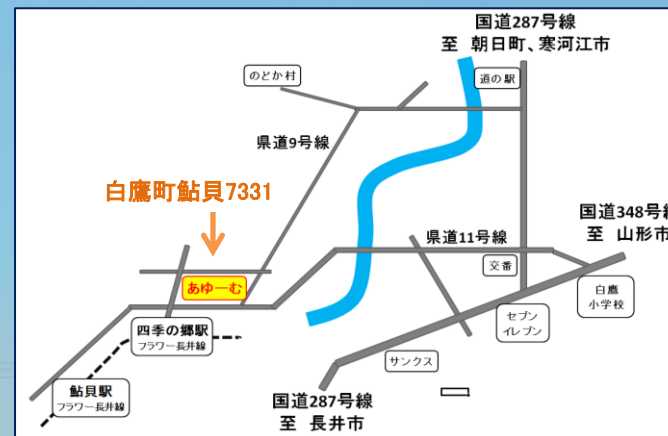 国道287号線
至 朝日町、寒河江市
のどか村
道の駅
県道9号線
白鷹町鮎貝7331
国道348号線
至 山形市
県道11号線
交番
あゆーむ
白鷹
小学校
セブン
イレブン
四季の郷駅
フラワー長井線
サンクス
鮎貝駅
フラワー長井線
国道287号線
至 長井市